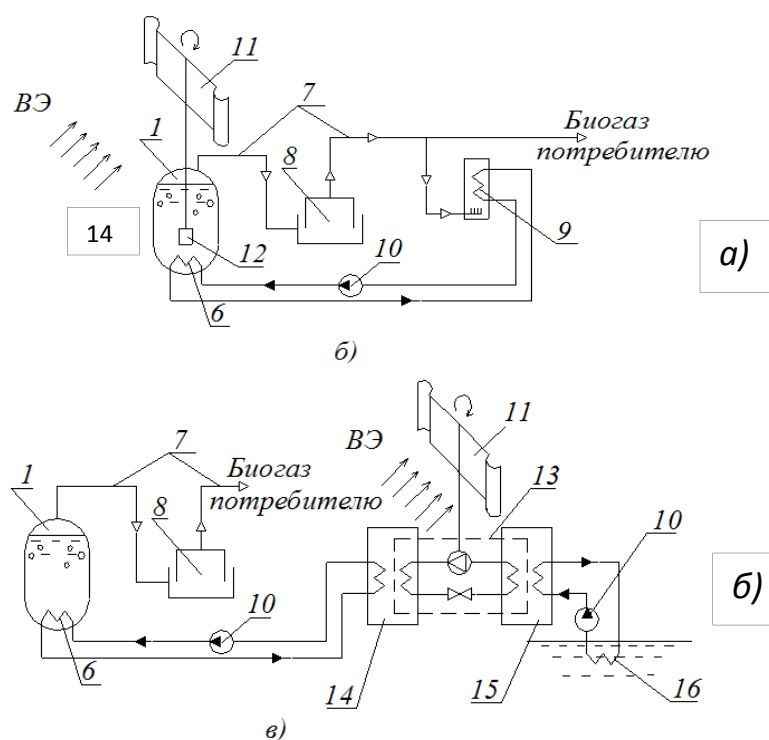 11
ВЭ
1
7
8
Биогаз
потребителю
14
12
9
10
а)
6
б)
11
ВЭ
7
1
Биогаз
потребителю
13
8
10
10
б)
6
14
15
16
в)